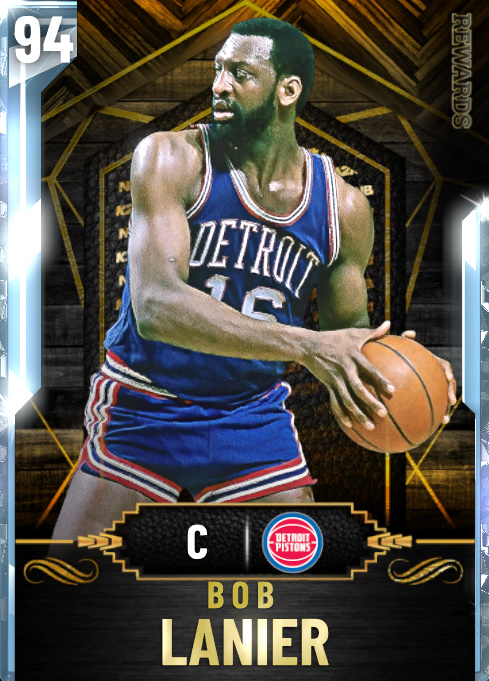 94
REWARDS
DETROIT
16
C
DETROIT
PISTONS
BOB
LANIER